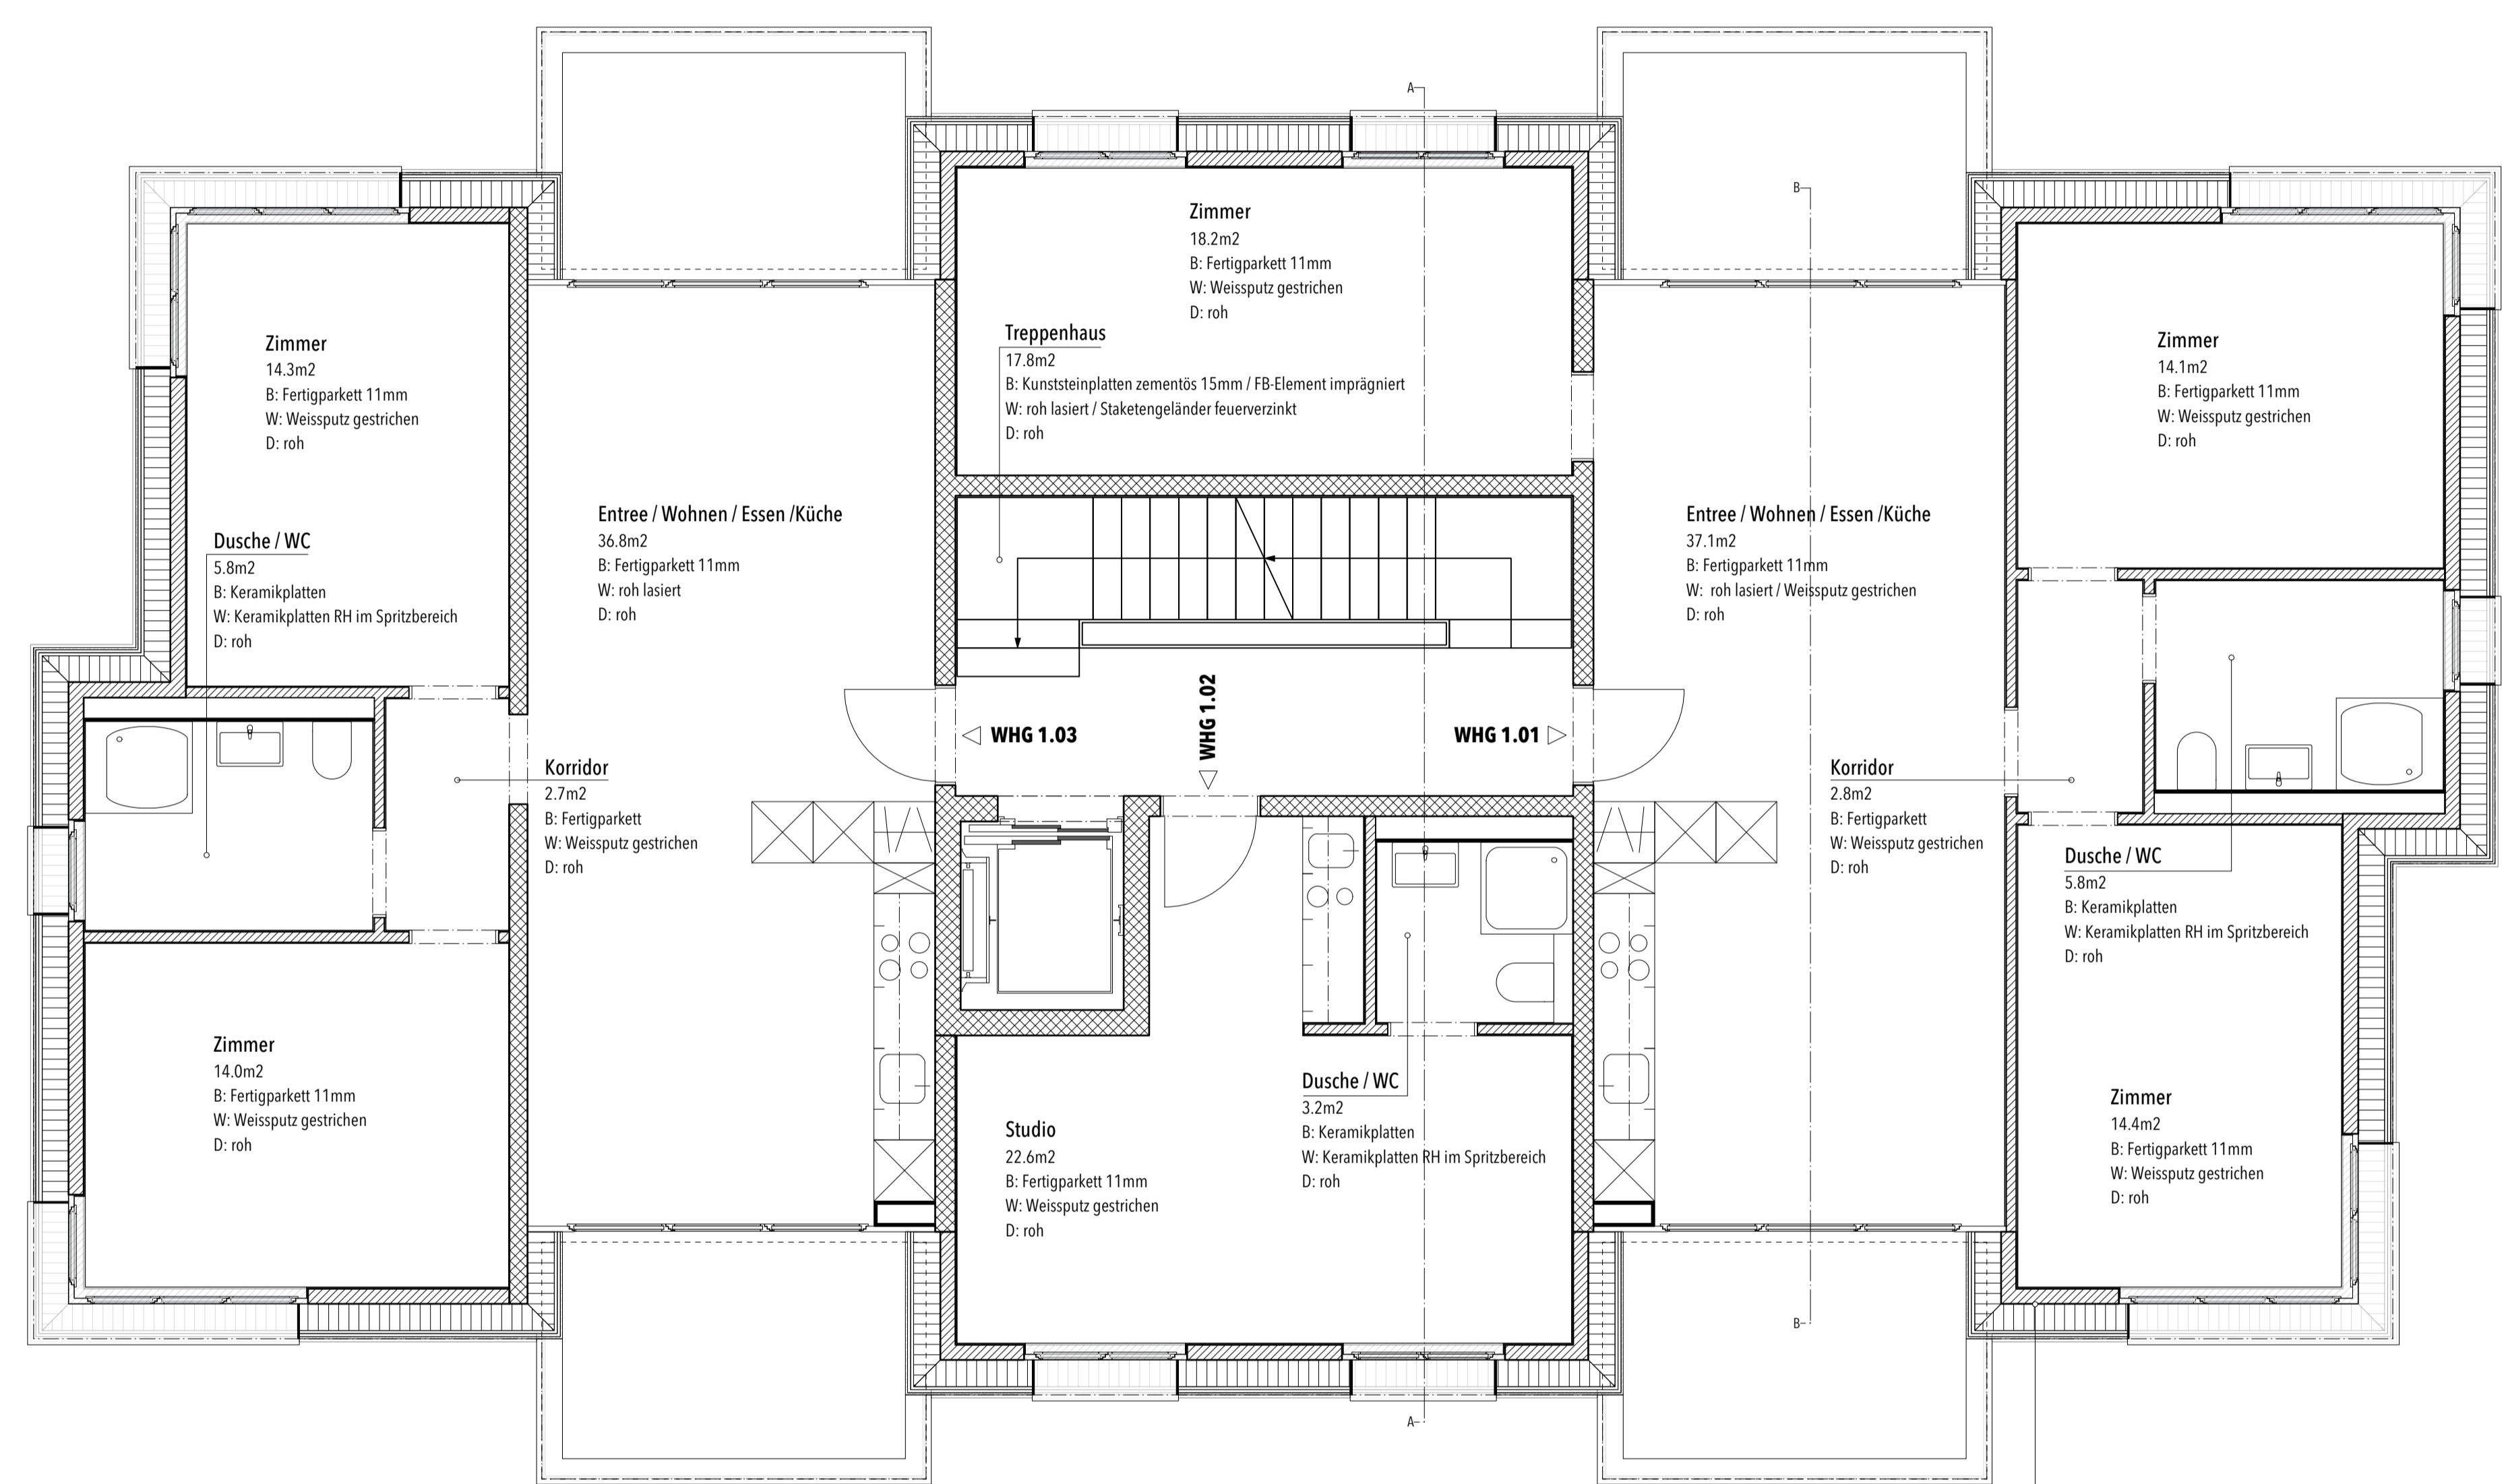 A
B
Zimmer
18.2m2
B: Fertigparkett 11mm
W: Weissputz gestrichen
D: roh
Treppenhaus
17.8m2
B: Kunststeinplatten zementös 15mm / FB-Element imprägniert
W: roh lasiert / Staketengeländer feuerverzinkt
D: roh
Zimmer
14.3m2
B: Fertigparkett 11mm
W: Weissputz gestrichen
D: roh
Zimmer
14.1m2
B: Fertigparkett 11mm
W: Weissputz gestrichen
D: roh
Dusche / WC
5.8m2
B: Keramikplatten
W: Keramikplatten RH im Spritzbereich
D: roh
Entree / Wohnen / Essen /Küche
36.8m2
B: Fertigparkett 11mm
W: roh lasiert
D: roh
Entree / Wohnen / Essen /Küche
37.1m2
B: Fertigparkett 11mm
W: roh lasiert / Weissputz gestrichen
D: roh
WHG 1.03
WHG 1.02
WHG 1.01
Korridor
2.7m2
B: Fertigparkett
W: Weissputz gestrichen
D: roh
Korridor
2.8m2
B: Fertigparkett
W: Weissputz gestrichen
D: roh
Dusche / WC
5.8m2
B: Keramikplatten
W: Keramikplatten RH im Spritzbereich
D: roh
Zimmer
14.0m2
B: Fertigparkett 11mm
W: Weissputz gestrichen
D: roh
Studio
22.6m2
B: Fertigparkett 11mm
W: Weissputz gestrichen
D: roh
Dusche / WC
3.2m2
B: Keramikplatten
W: Keramikplatten RH im Spritzbereich
D: roh
Zimmer
14.4m2
B: Fertigparkett 11mm
W: Weissputz gestrichen
D: roh
B
A